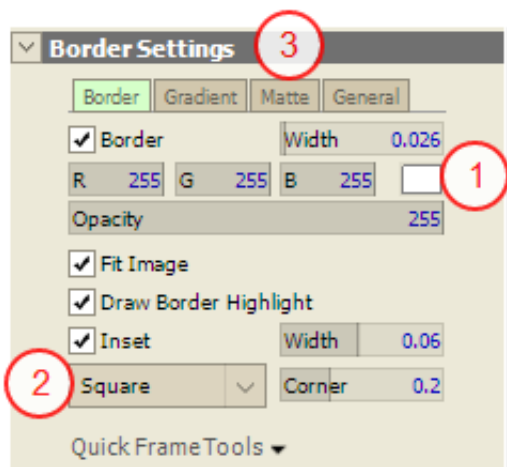 Border Settings 3
Border Gradient Matte General
Border Width 0.026
R 255 G 255 B 255 1
Opacity 255
Fit Image
Draw Border Highlight
Inset Width 0.06
2 Square Corner 0.2
Quick Frame Tools